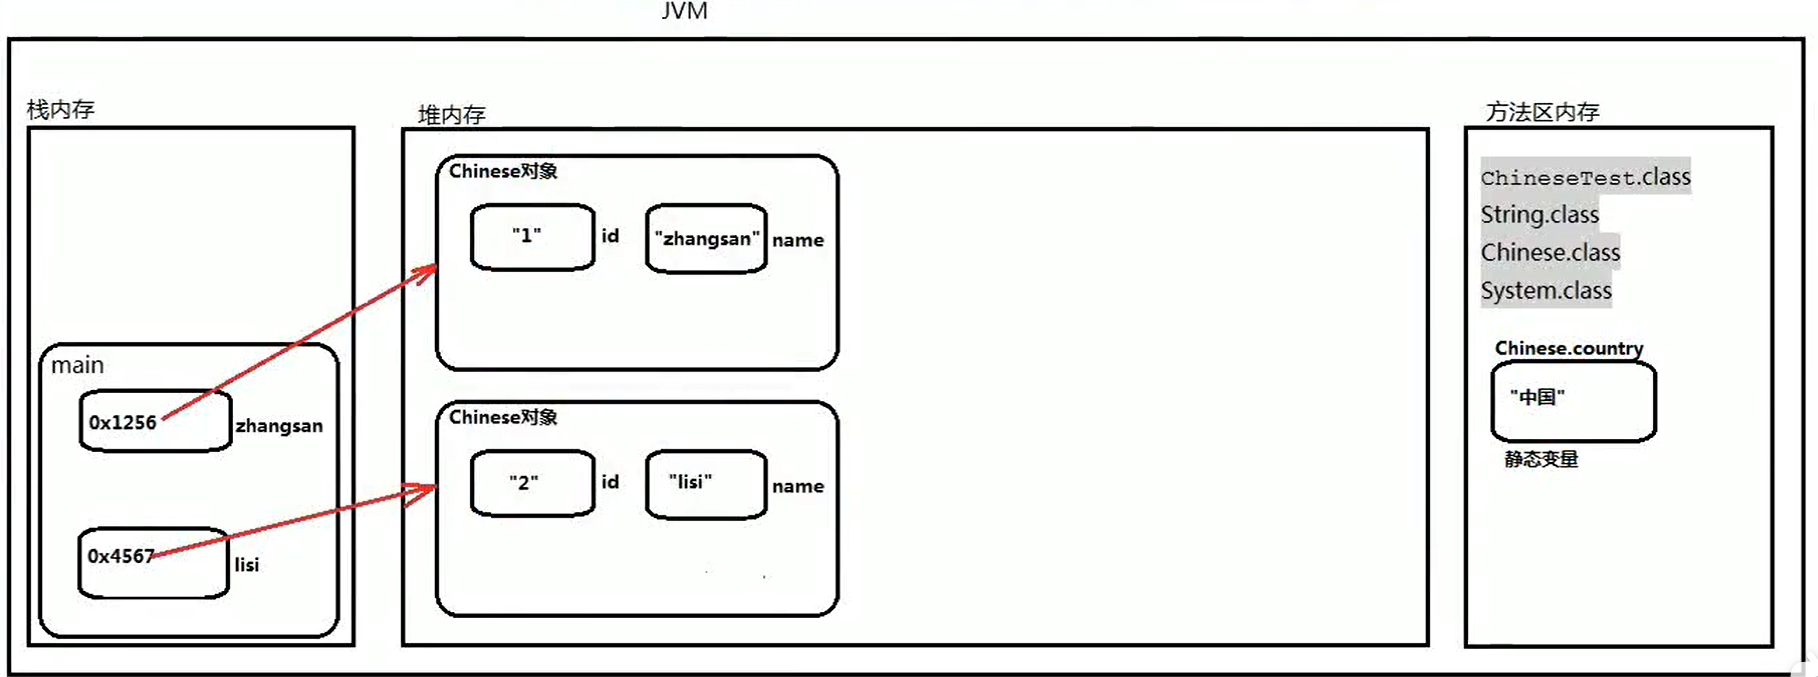 JVM
栈内存
main
0x1256
zhangsan
0x4567
lisi
堆内存
Chinese对象
"1"
id
"zhangsan"
name
Chinese对象
"2"
id
"lisi"
name
方法区内存
ChineseTest.class
String.class
Chinese.class
System.class
Chinese.country
"中国"
静态变量